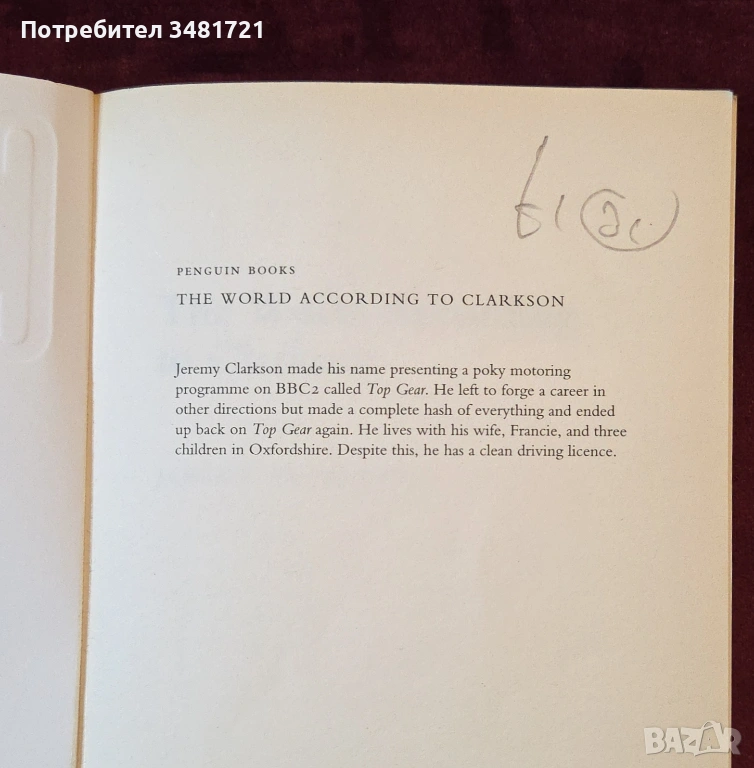 Потребител 3481721
PENGUIN BOOKS
THE WORLD ACCORDING TO CLARKSON
Jeremy Clarkson made his name presenting a poky motoring
programme on BBC2 called Top Gear. He left to forge a career in
other directions but made a complete hash of everything and ended
up back on Top Gear again. He lives with his wife, Francie, and three
children in Oxfordshire. Despite this, he has a clean driving licence.
BAZAR